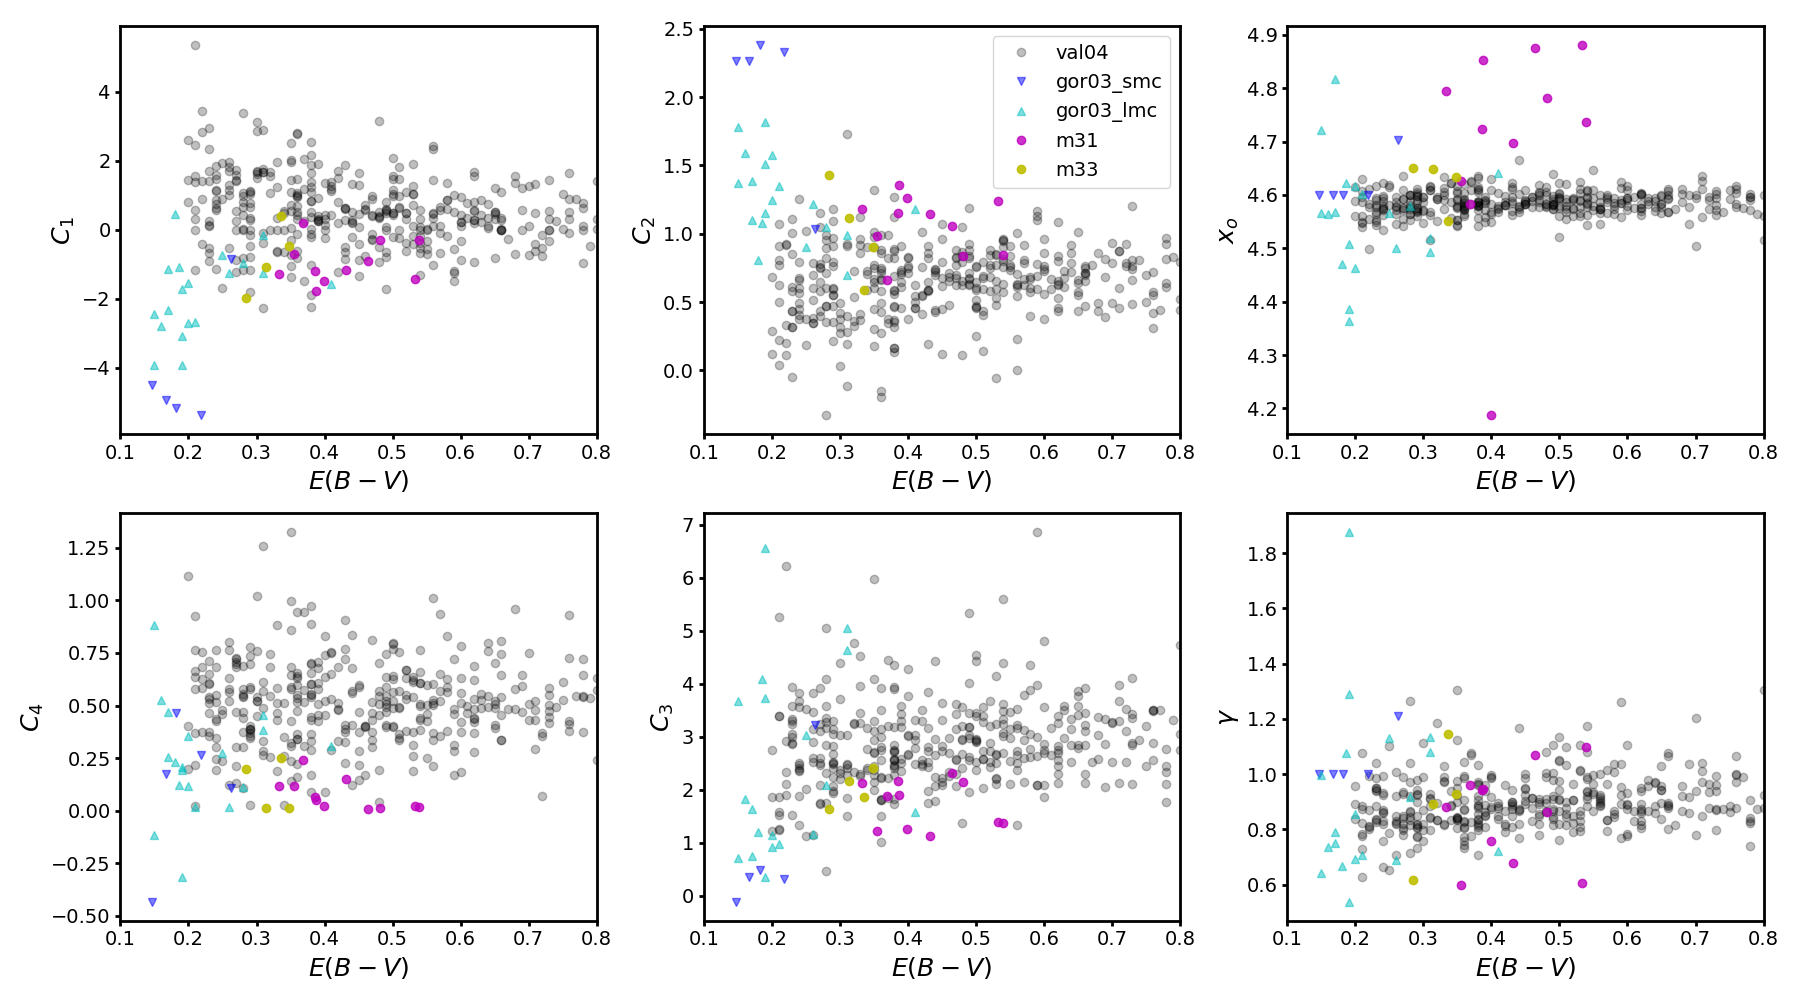 4
2
0
−2
−4
C₁
0.1 0.2 0.3 0.4 0.5 0.6 0.7 0.8
E(B − V)
2.5
2.0
1.5
1.0
0.5
0.0
C₂
val04
gor03_smc
gor03_lmc
m31
m33
0.1 0.2 0.3 0.4 0.5 0.6 0.7 0.8
E(B − V)
4.9
4.8
4.7
4.6
4.5
4.4
4.3
4.2
xₒ
0.1 0.2 0.3 0.4 0.5 0.6 0.7 0.8
E(B − V)
1.25
1.00
0.75
0.50
0.25
0.00
−0.25
−0.50
C₄
0.1 0.2 0.3 0.4 0.5 0.6 0.7 0.8
E(B − V)
7
6
5
4
3
2
1
0
C₃
0.1 0.2 0.3 0.4 0.5 0.6 0.7 0.8
E(B − V)
1.8
1.6
1.4
1.2
1.0
0.8
0.6
γ
0.1 0.2 0.3 0.4 0.5 0.6 0.7 0.8
E(B − V)